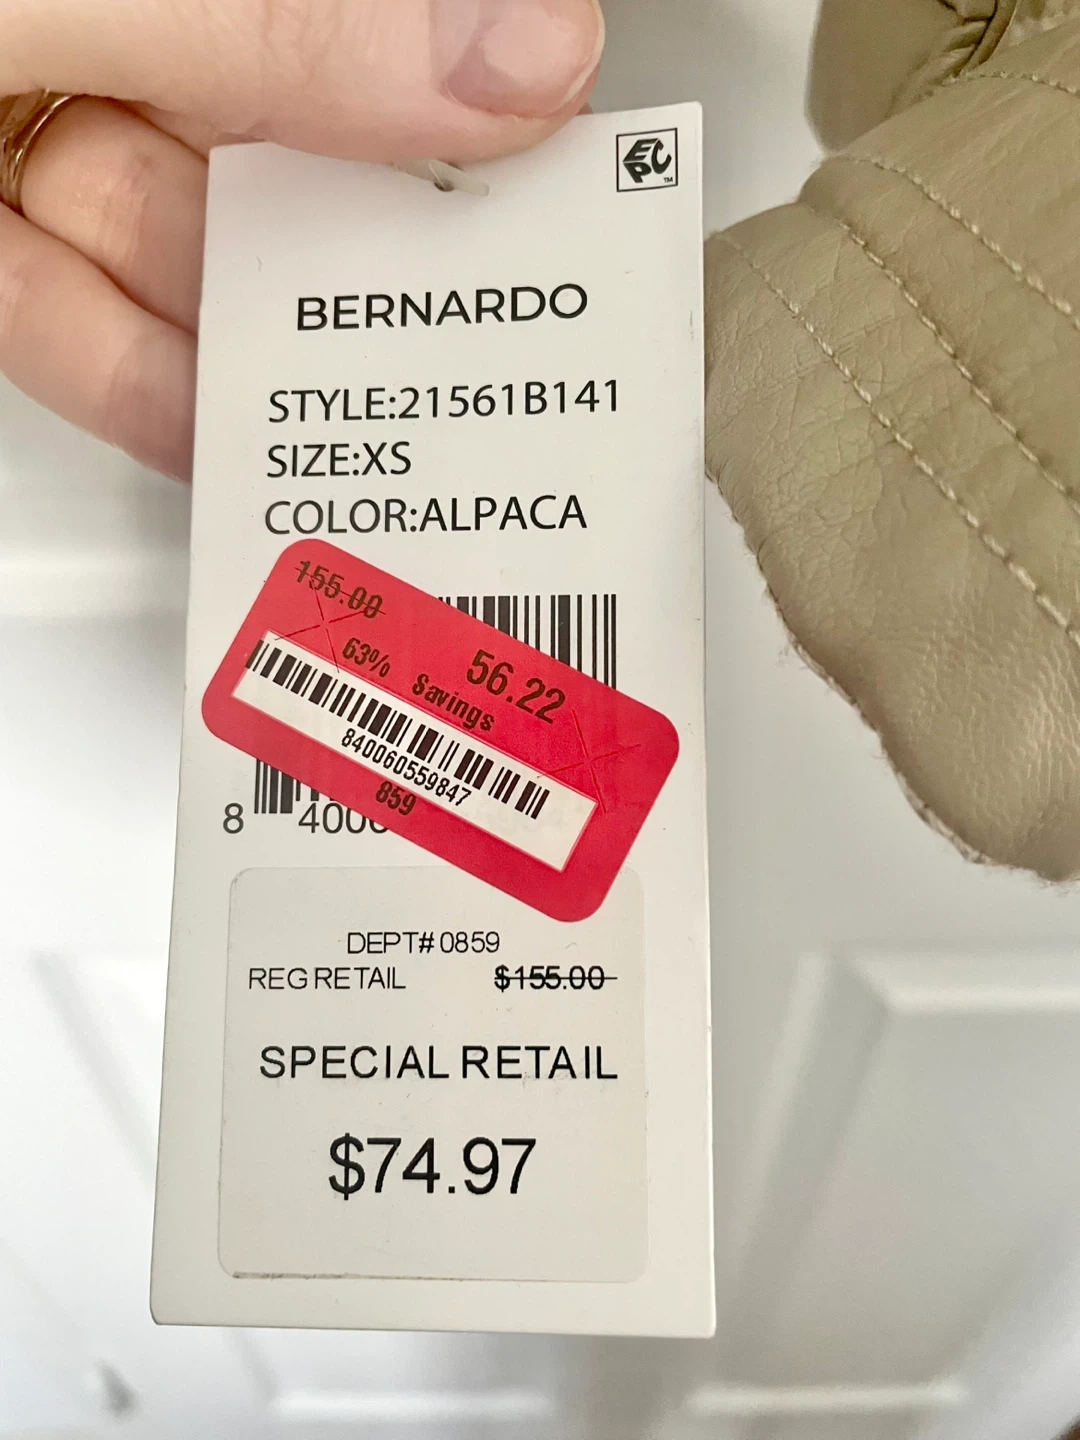 EPC
TM
BERNARDO
STYLE:21561B141
SIZE:XS
COLOR:ALPACA
155.00
63% Savings
56.22
840060559847
859
8 4000
DEPT# 0859
REG RETAIL $155.00
SPECIAL RETAIL
$74.97